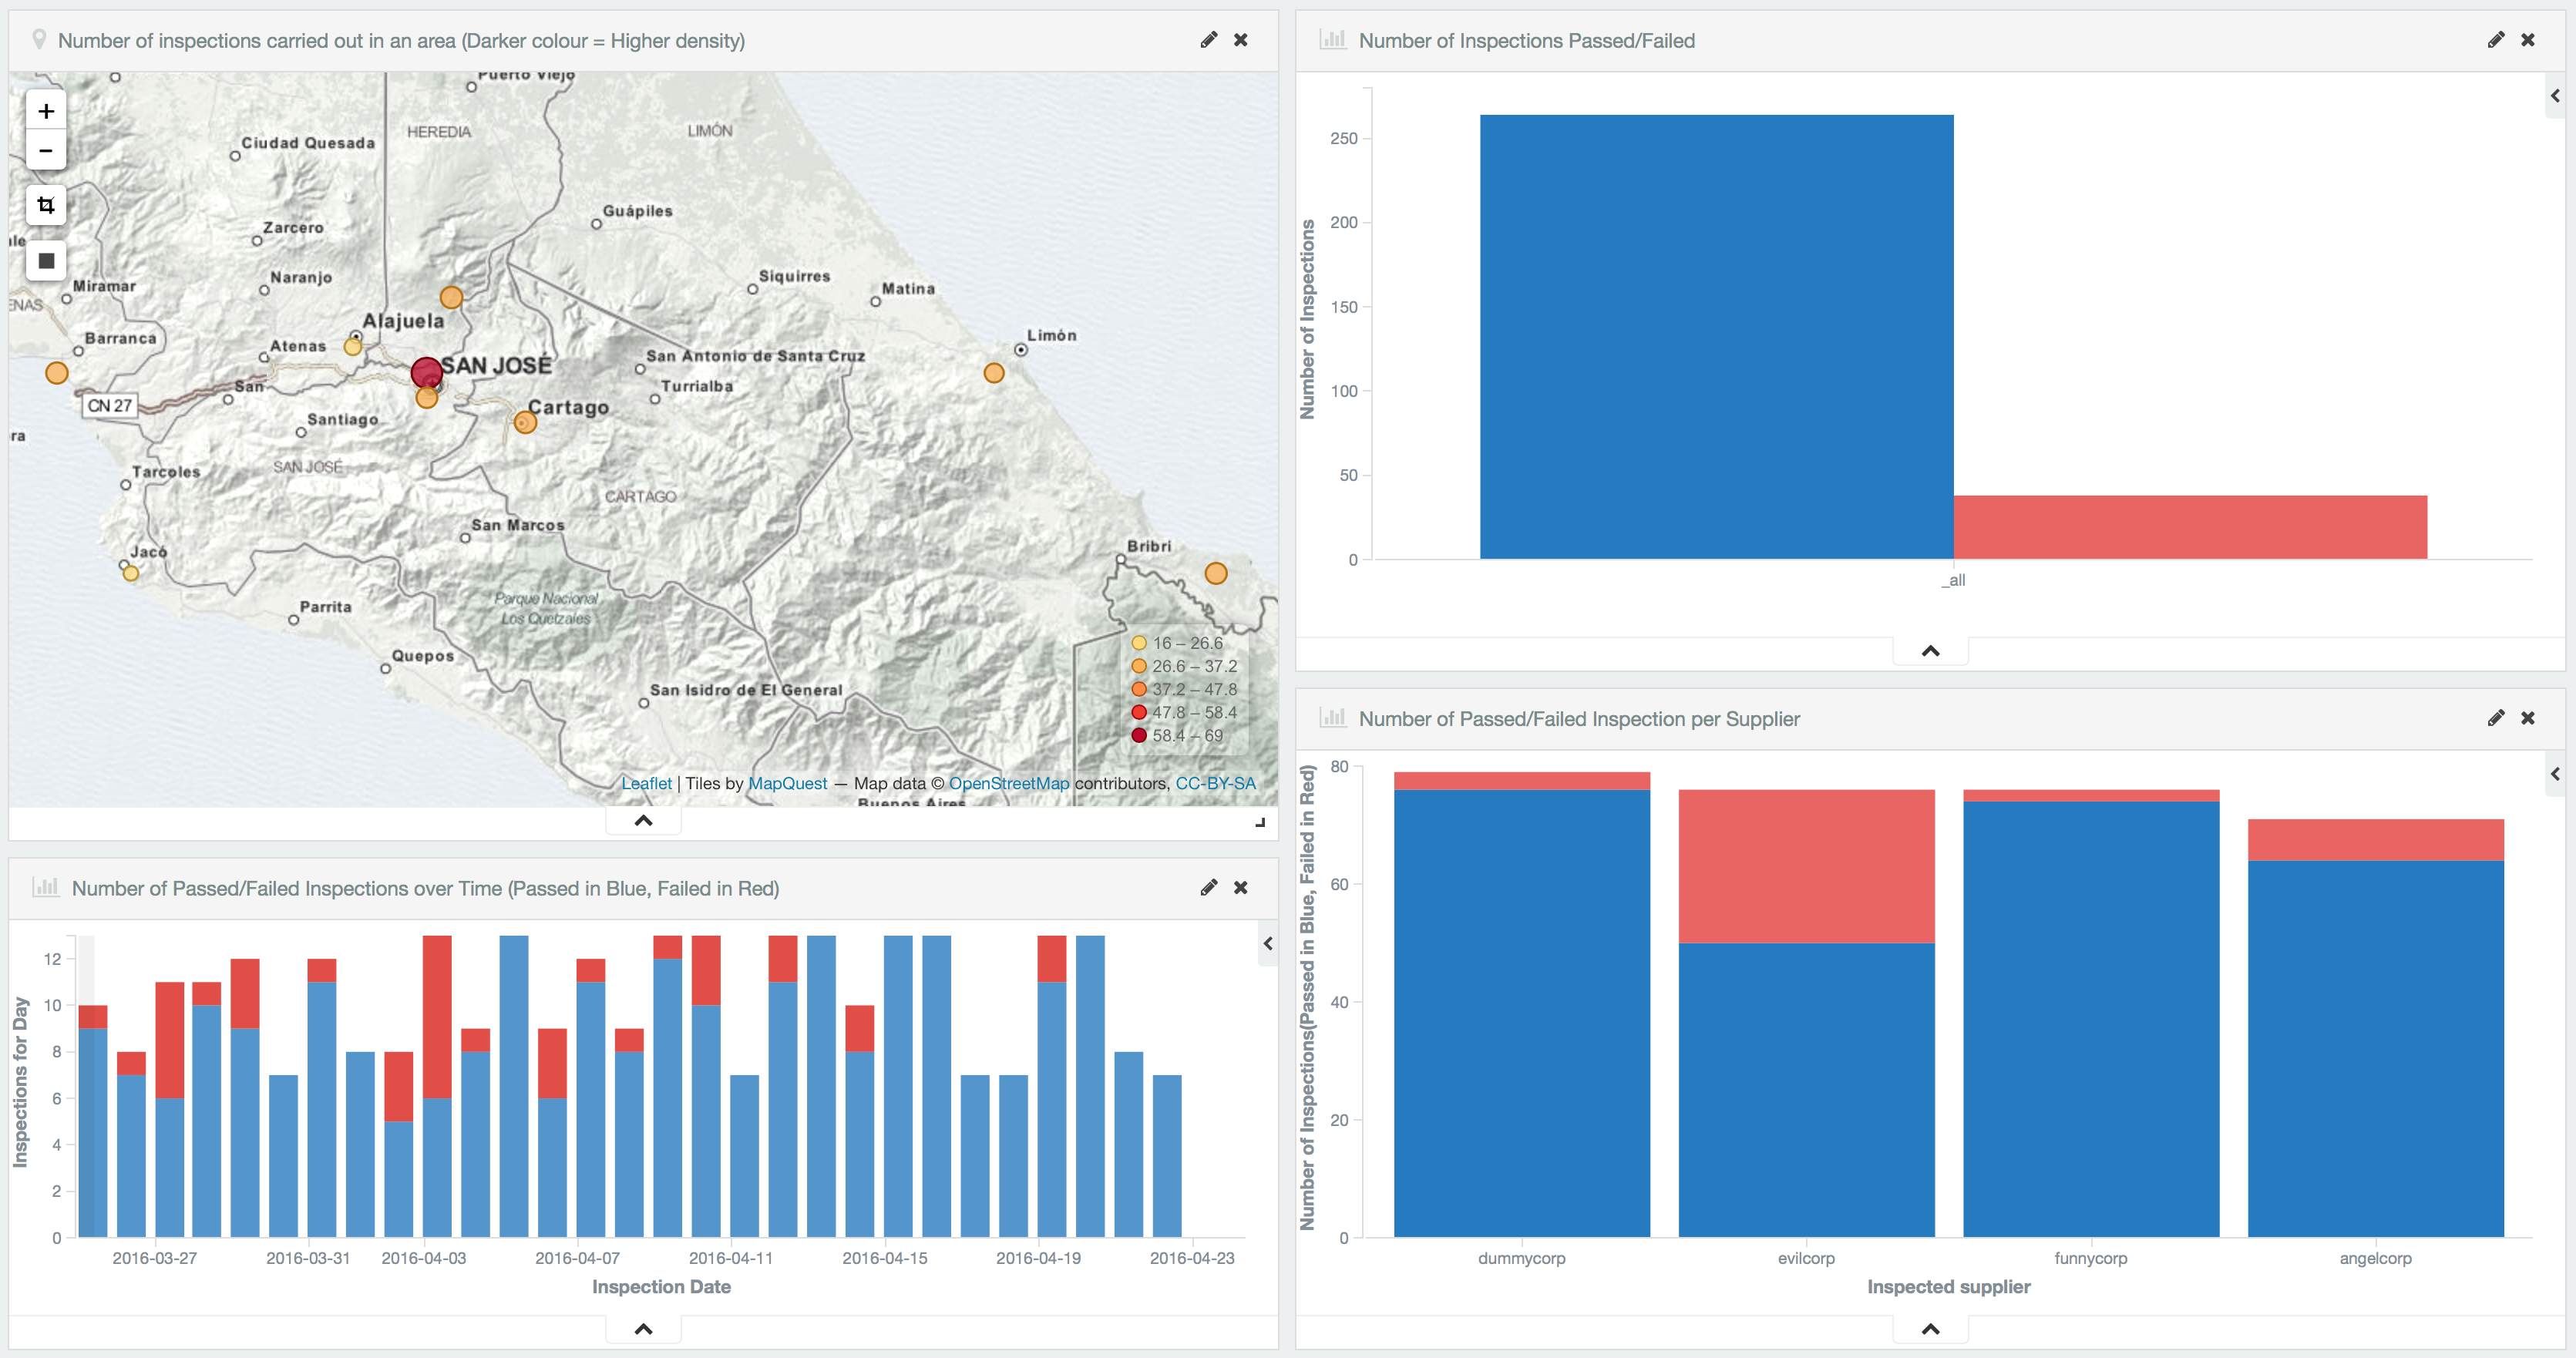 Number of inspections carried out in an area (Darker colour = Higher density)
+
−
Puerto Viejo
HEREDIA
LIMÓN
Ciudad Quesada
Guápiles
Zarcero
Naranjo
Siquirres
Matina
Miramar
ENAS
Alajuela
Limón
Barranca
Atenas
SAN JOSÉ
San Antonio de Santa Cruz
San
Turrialba
CN 27
Cartago
Santiago
ra
Tarcoles
SAN JOSÉ
CARTAGO
San Marcos
Jacó
Bribri
Parque Nacional
Los Quetzales
Parrita
Quepos
San Isidro de El General
16 – 26.6
26.6 – 37.2
37.2 – 47.8
47.8 – 58.4
58.4 – 69
Leaflet | Tiles by MapQuest — Map data © OpenStreetMap contributors, CC-BY-SA
Buenos Aires
Number of Inspections Passed/Failed
Number of Inspections
250
200
150
100
50
0
_all
Number of Passed/Failed Inspections over Time (Passed in Blue, Failed in Red)
Inspections for Day
12
10
8
6
4
2
0
2016-03-27 2016-03-31 2016-04-03 2016-04-07 2016-04-11 2016-04-15 2016-04-19 2016-04-23
Inspection Date
Number of Passed/Failed Inspection per Supplier
Number of Inspections(Passed in Blue, Failed in Red)
80
60
40
20
0
dummycorp evilcorp funnycorp angelcorp
Inspected supplier